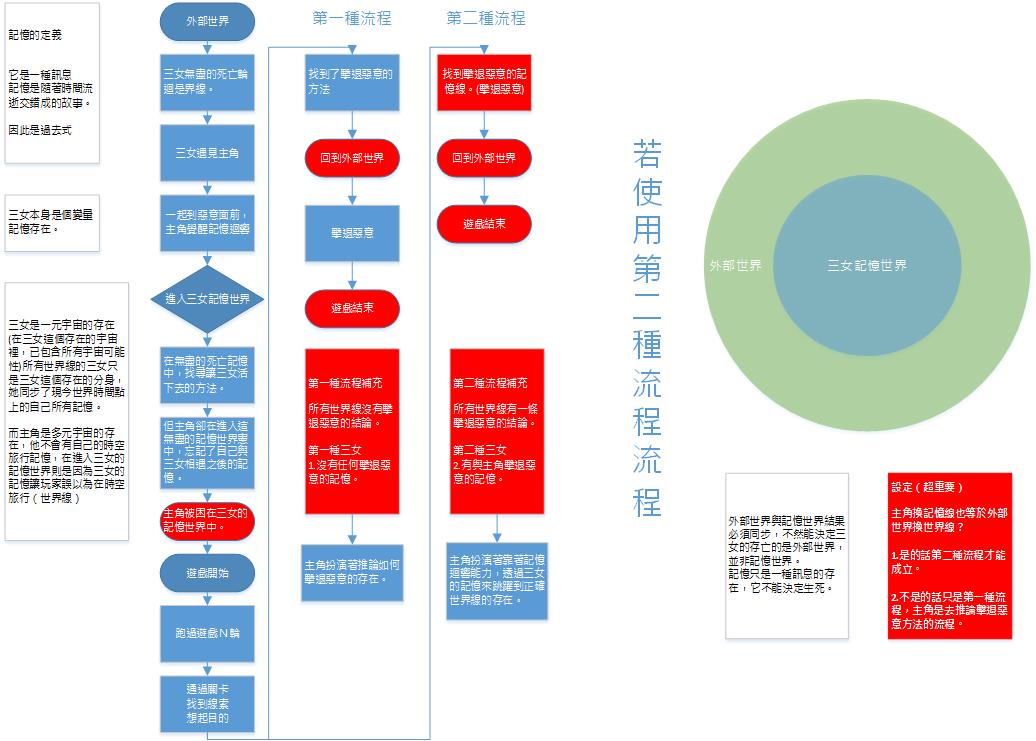 記憶的定義
它是一種訊息
記憶是隨著時間流
逝交錯成的故事。
因此是過去式
三女本身是個變量
記憶存在。
三女是一元宇宙的存在
(在三女這個存在的宇宙
裡，已包含所有宇宙可能
性)所有世界線的三女只
是三女這個存在的分身，
她同步了現今世界時間點
上的自己所有記憶。
而主角是多元宇宙的存
在，他不會有自己的時空
旅行記憶，在進入三女的
記憶世界則是因為三女的
記憶讓玩家誤以為在時空
旅行（世界線）
外部世界
三女無盡的死亡輪
迴是界線。
三女遇見主角
一起到惡意面前，
主角覺醒記憶迴響
進入三女記憶世界
在無盡的死亡記憶
中，找尋讓三女活
下去的方法。
但主角卻在進入這
無盡的記憶世界裏
中，忘記了自己與
三女相遇之後的記
憶。
主角被困在三女的
記憶世界中。
遊戲開始
跑過遊戲N輪
通過關卡
找到線索
想起目的
第一種流程
找到了擊退惡意的
方法
回到外部世界
擊退惡意
遊戲結束
第一種流程補充
所有世界線沒有擊
退惡意的結論。
第一種三女
1.沒有任何擊退惡
意的記憶。
主角扮演著推論如何
擊退惡意的存在。
第二種流程
找到擊退惡意的記
憶線。(擊退惡意)
回到外部世界
遊戲結束
第二種流程補充
所有世界線有一條
擊退惡意的結論。
第二種三女
2.有與主角擊退惡
意的記憶。
主角扮演著靠著記憶
迴響能力，透過三女
的記憶來跳躍到正確
世界線的存在。
若使用第二種流程流程
外部世界
三女記憶世界
外部世界與記憶世界結果
必須同步，不然能決定三
女的存亡的是外部世界，
並非記憶世界。
記憶只是一種訊息的存
在，它不能決定生死。
設定（超重要）
主角換記憶線也等於外部
世界換世界線？
1.是的話第二種流程才能
成立。
2.不是的話只是第一種流
程，主角是去推論擊退惡
意方法的流程。